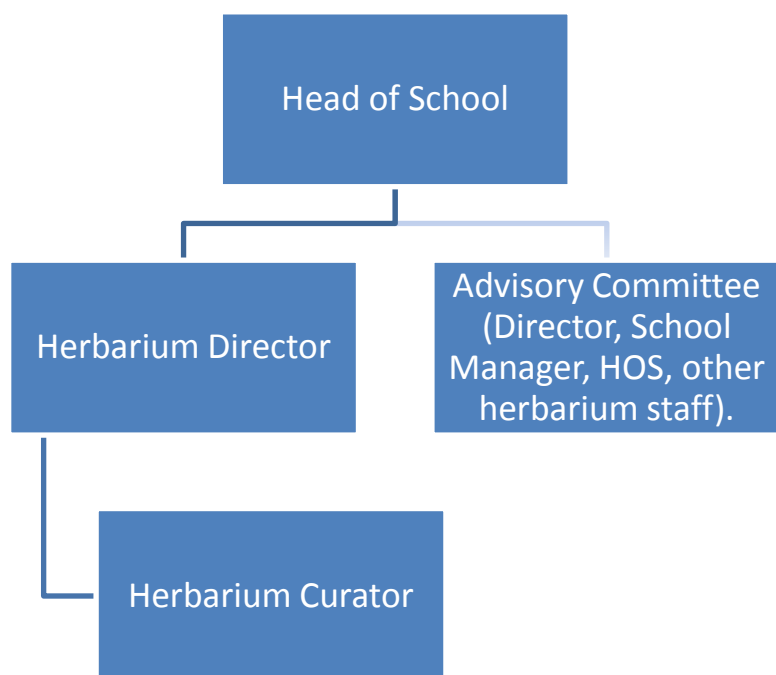 Head of School
Herbarium Director
Advisory Committee
(Director, School
Manager, HOS, other
herbarium staff).
Herbarium Curator